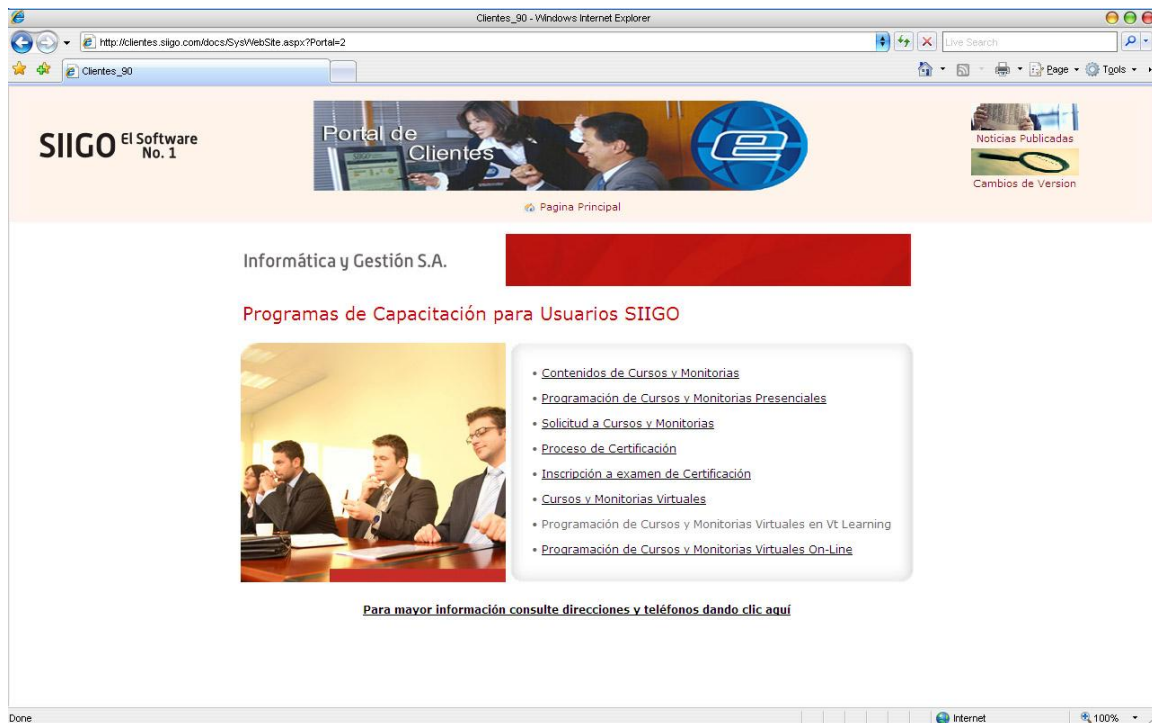 Clientes_90 - Windows Internet Explorer
http://clientes.siigo.com/docs/SysWebSite.aspx?Portal=2
Live Search
Clientes_90
Page
Tools
SIIGO El Software
No. 1
Portal de
Clientes
e
Noticias Publicadas
Cambios de Version
Pagina Principal
Informática y Gestión S.A.
Programas de Capacitación para Usuarios SIIGO
• Contenidos de Cursos y Monitorias
• Programación de Cursos y Monitorias Presenciales
• Solicitud a Cursos y Monitorias
• Proceso de Certificación
• Inscripción a examen de Certificación
• Cursos y Monitorias Virtuales
• Programación de Cursos y Monitorias Virtuales en Vt Learning
• Programación de Cursos y Monitorias Virtuales On-Line
Para mayor información consulte direcciones y teléfonos dando clic aquí
Done
Internet
100%